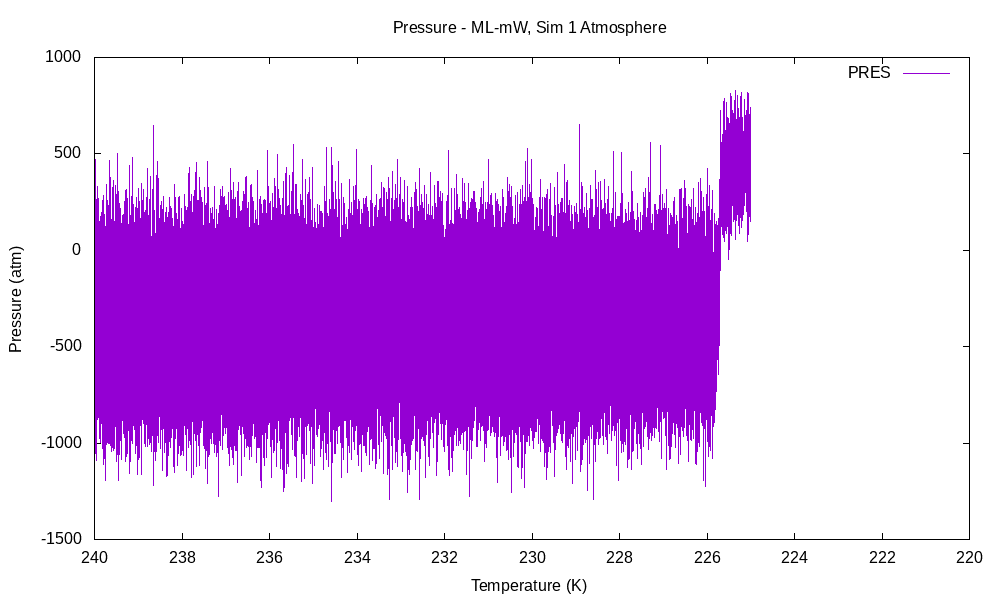 Pressure - ML-mW, Sim 1 Atmosphere
PRES
1000
500
0
-500
-1000
-1500
Pressure (atm)
240 238 236 234 232 230 228 226 224 222 220
Temperature (K)